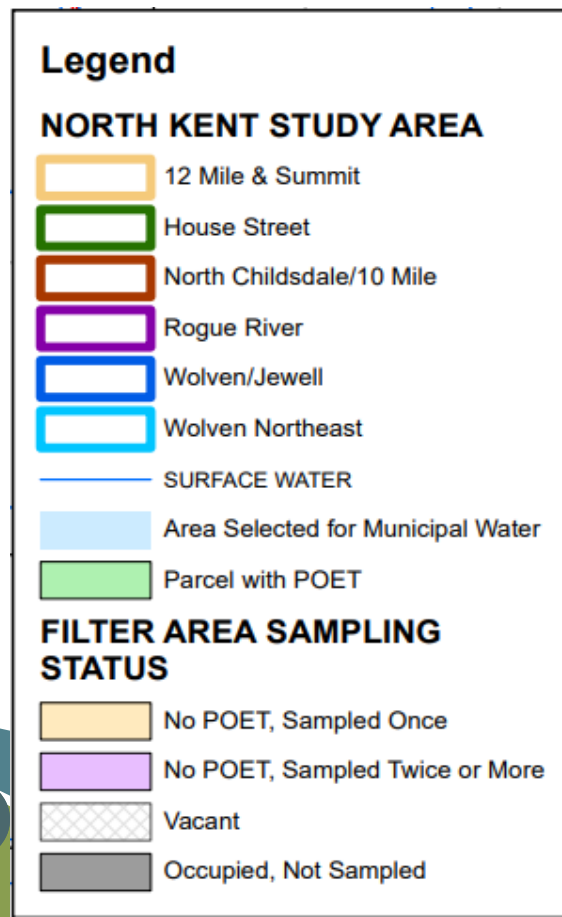 Legend
NORTH KENT STUDY AREA
12 Mile & Summit
House Street
North Childsdale/10 Mile
Rogue River
Wolven/Jewell
Wolven Northeast
SURFACE WATER
Area Selected for Municipal Water
Parcel with POET
FILTER AREA SAMPLING
STATUS
No POET, Sampled Once
No POET, Sampled Twice or More
Vacant
Occupied, Not Sampled